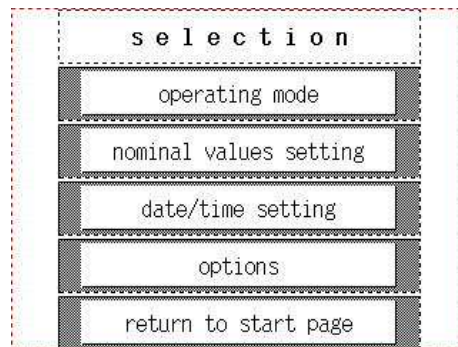 selection
operating mode
nominal values setting
date/time setting
options
return to start page